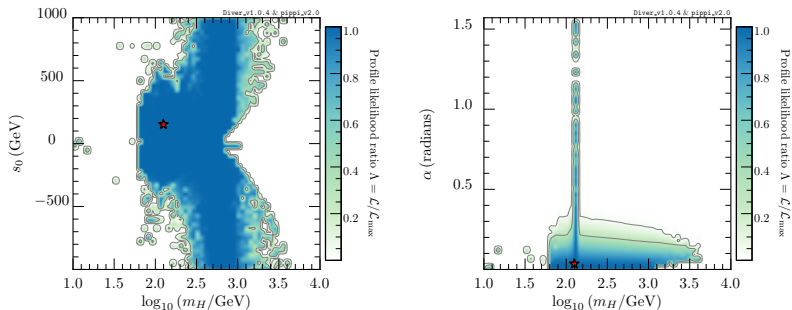 Diver_v1.0.4 & pippi_v2.0
1000
500
0
−500
s₀ (GeV)
1.0 1.5 2.0 2.5 3.0 3.5 4.0
log₁₀ (m_H/GeV)
1.0
0.8
0.6
0.4
0.2
Profile likelihood ratio Λ = ℒ/ℒ_max
Diver_v1.0.4 & pippi_v2.0
1.5
1.0
0.5
α (radians)
1.0 1.5 2.0 2.5 3.0 3.5 4.0
log₁₀ (m_H/GeV)
1.0
0.8
0.6
0.4
0.2
Profile likelihood ratio Λ = ℒ/ℒ_max